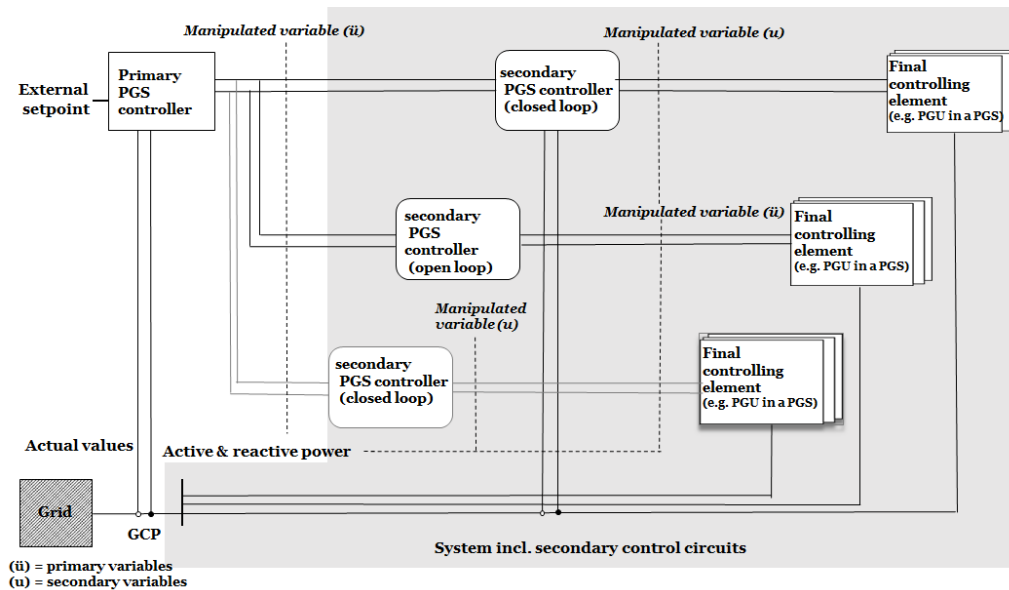 Manipulated variable (ü)
Manipulated variable (u)
Primary
PGS
controller
External
setpoint
secondary
PGS controller
(closed loop)
Final
controlling
element
(e.g. PGU in a PGS)
secondary
PGS
controller
(open loop)
Manipulated variable (ü)
Final
controlling
element
(e.g. PGU in a PGS)
Manipulated
variable (u)
secondary
PGS controller
(closed loop)
Final
controlling
element
(e.g. PGU in a PGS)
Actual values
Active & reactive power
Grid
GCP
System incl. secondary control circuits
(ü) = primary variables
(u) = secondary variables